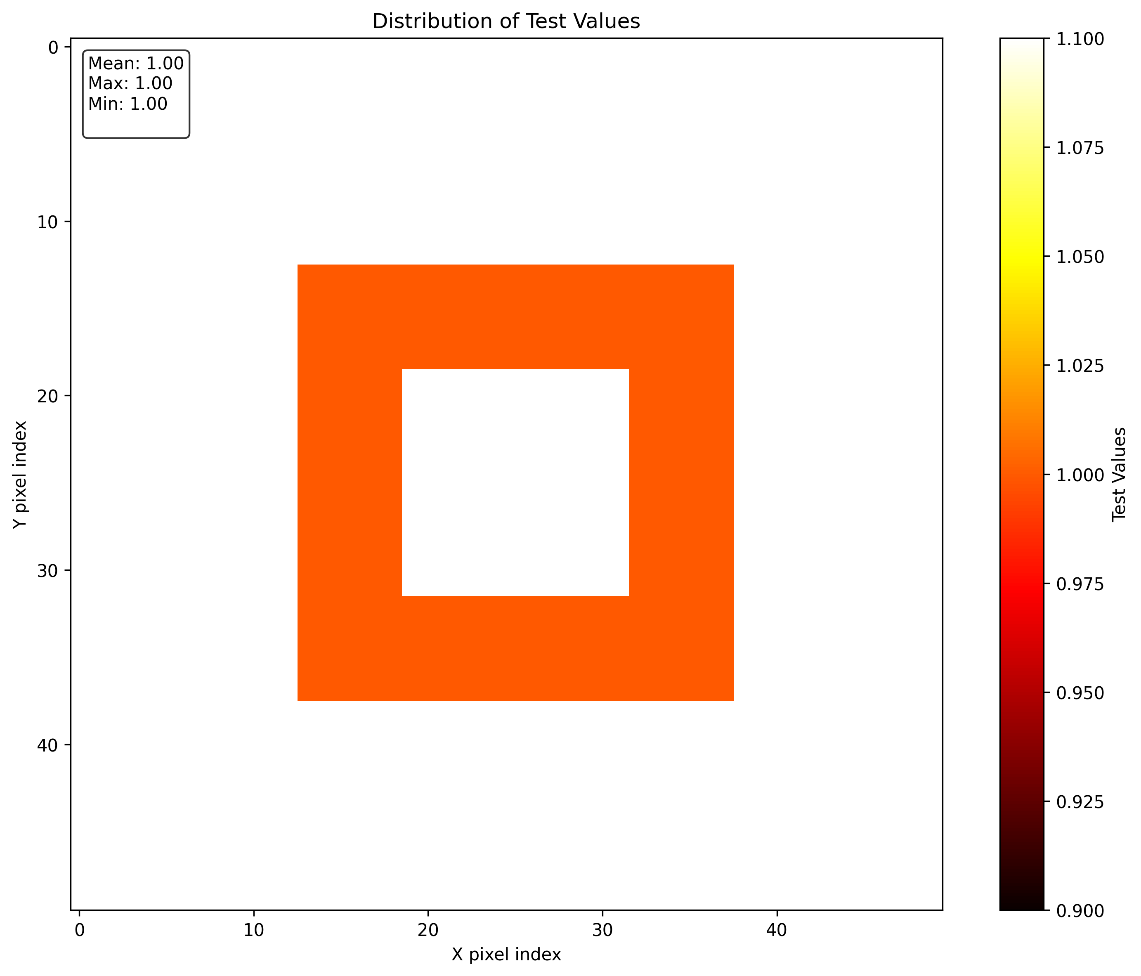 Distribution of Test Values
Mean: 1.00
Max: 1.00
Min: 1.00
0
10
20
30
40
Y pixel index
0
10
20
30
40
X pixel index
1.100
1.075
1.050
1.025
1.000
0.975
0.950
0.925
0.900
Test Values